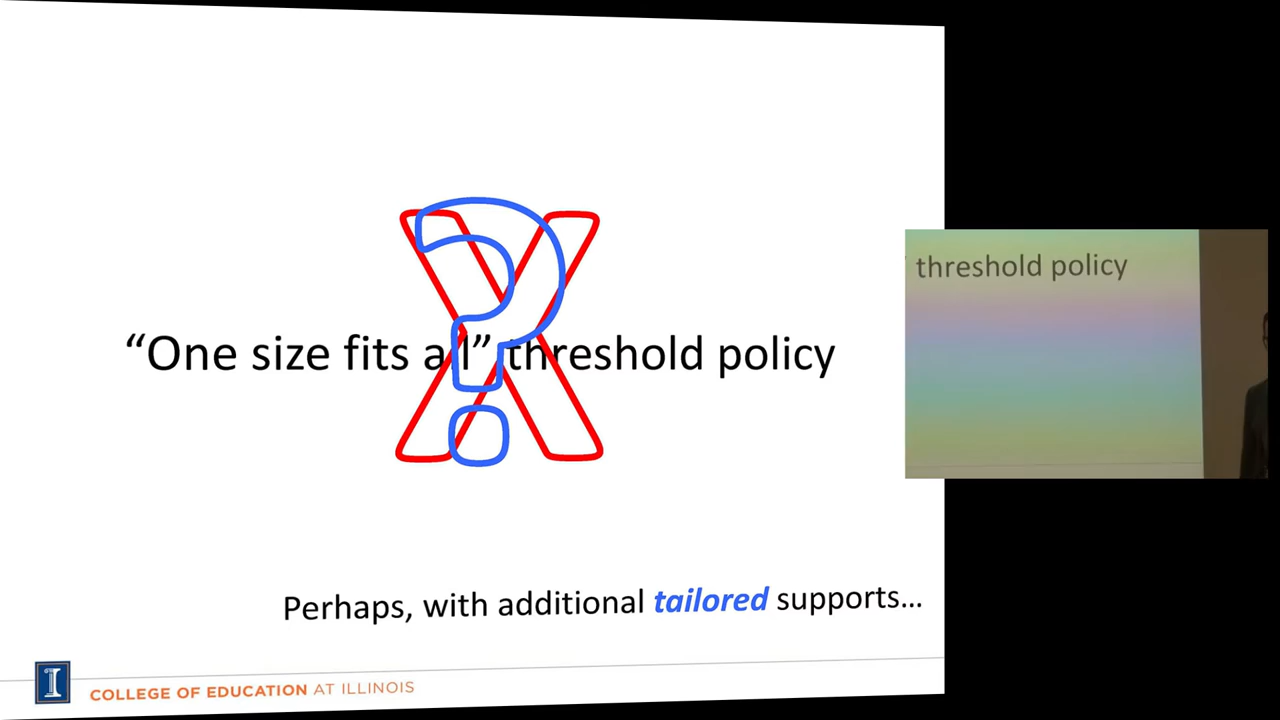 “One size fits all” threshold policy
threshold policy
Perhaps, with additional tailored supports...
I
COLLEGE OF EDUCATION AT ILLINOIS